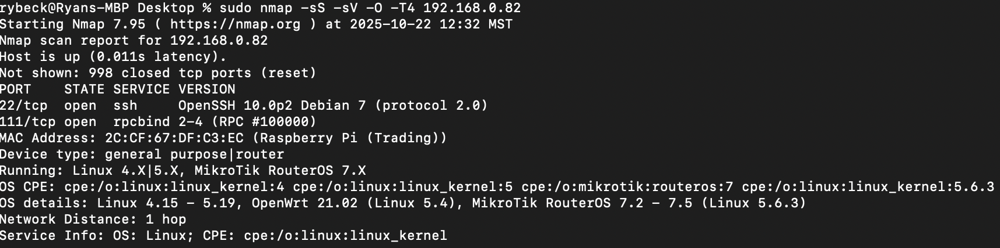 rybeck@Ryans-MBP Desktop % sudo nmap -sS -sV -O -T4 192.168.0.82
Starting Nmap 7.95 ( https://nmap.org ) at 2025-10-22 12:32 MST
Nmap scan report for 192.168.0.82
Host is up (0.011s latency).
Not shown: 998 closed tcp ports (reset)
PORT    STATE SERVICE VERSION
22/tcp  open  ssh     OpenSSH 10.0p2 Debian 7 (protocol 2.0)
111/tcp open  rpcbind 2-4 (RPC #100000)
MAC Address: 2C:CF:67:DF:C3:EC (Raspberry Pi (Trading))
Device type: general purpose|router
Running: Linux 4.X|5.X, MikroTik RouterOS 7.X
OS CPE: cpe:/o:linux:linux_kernel:4 cpe:/o:linux:linux_kernel:5 cpe:/o:mikrotik:routeros:7 cpe:/o:linux:linux_kernel:5.6.3
OS details: Linux 4.15 - 5.19, OpenWrt 21.02 (Linux 5.4), MikroTik RouterOS 7.2 - 7.5 (Linux 5.6.3)
Network Distance: 1 hop
Service Info: OS: Linux; CPE: cpe:/o:linux:linux_kernel